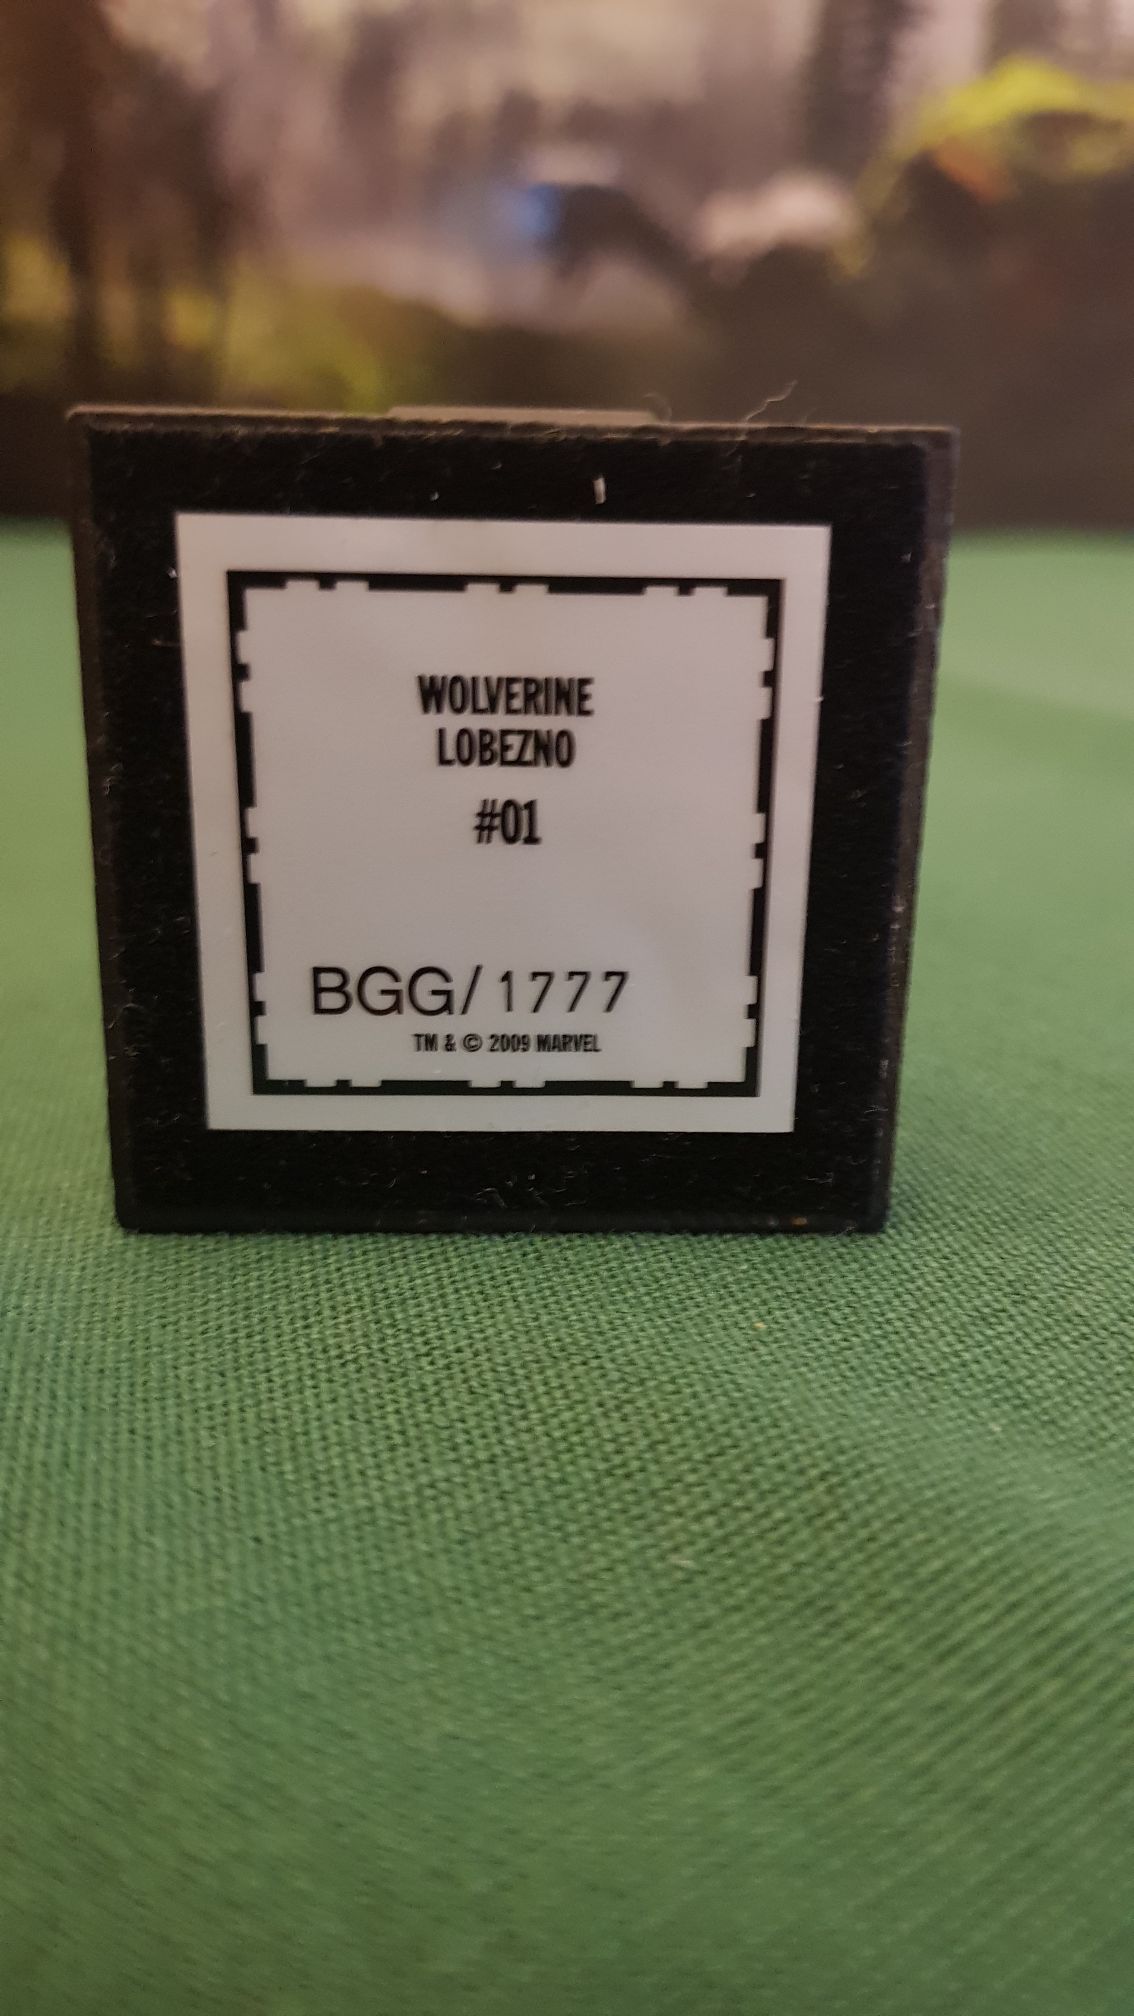 WOLVERINE
LOBEZNO
#01
BGG/1777
TM & © 2009 MARVEL